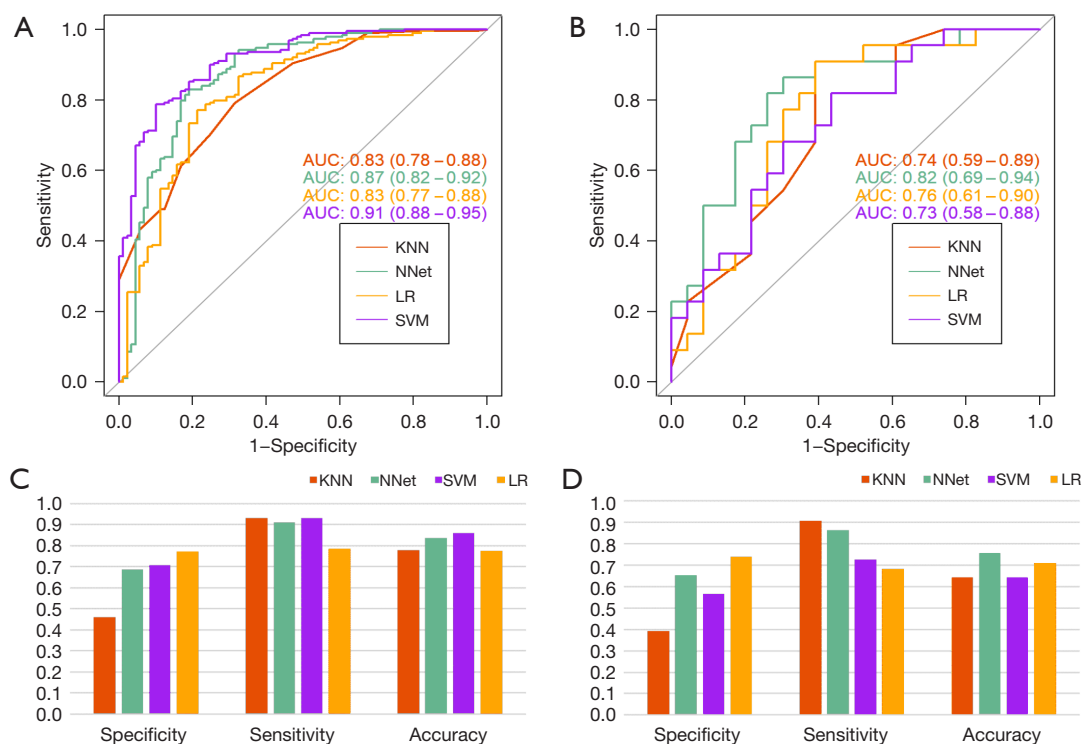 A
1.0
0.8
0.6
0.4
0.2
0.0
Sensitivity
AUC: 0.83 (0.78–0.88)
AUC: 0.87 (0.82–0.92)
AUC: 0.83 (0.77–0.88)
AUC: 0.91 (0.88–0.95)
KNN
NNet
LR
SVM
0.0 0.2 0.4 0.6 0.8 1.0
1–Specificity
B
1.0
0.8
0.6
0.4
0.2
0.0
Sensitivity
AUC: 0.74 (0.59–0.89)
AUC: 0.82 (0.69–0.94)
AUC: 0.76 (0.61–0.90)
AUC: 0.73 (0.58–0.88)
KNN
NNet
LR
SVM
0.0 0.2 0.4 0.6 0.8 1.0
1–Specificity
C
KNN NNet SVM LR
1.0
0.9
0.8
0.7
0.6
0.5
0.4
0.3
0.2
0.1
0.0
Specificity Sensitivity Accuracy
D
KNN NNet SVM LR
1.0
0.9
0.8
0.7
0.6
0.5
0.4
0.3
0.2
0.1
0.0
Specificity Sensitivity Accuracy